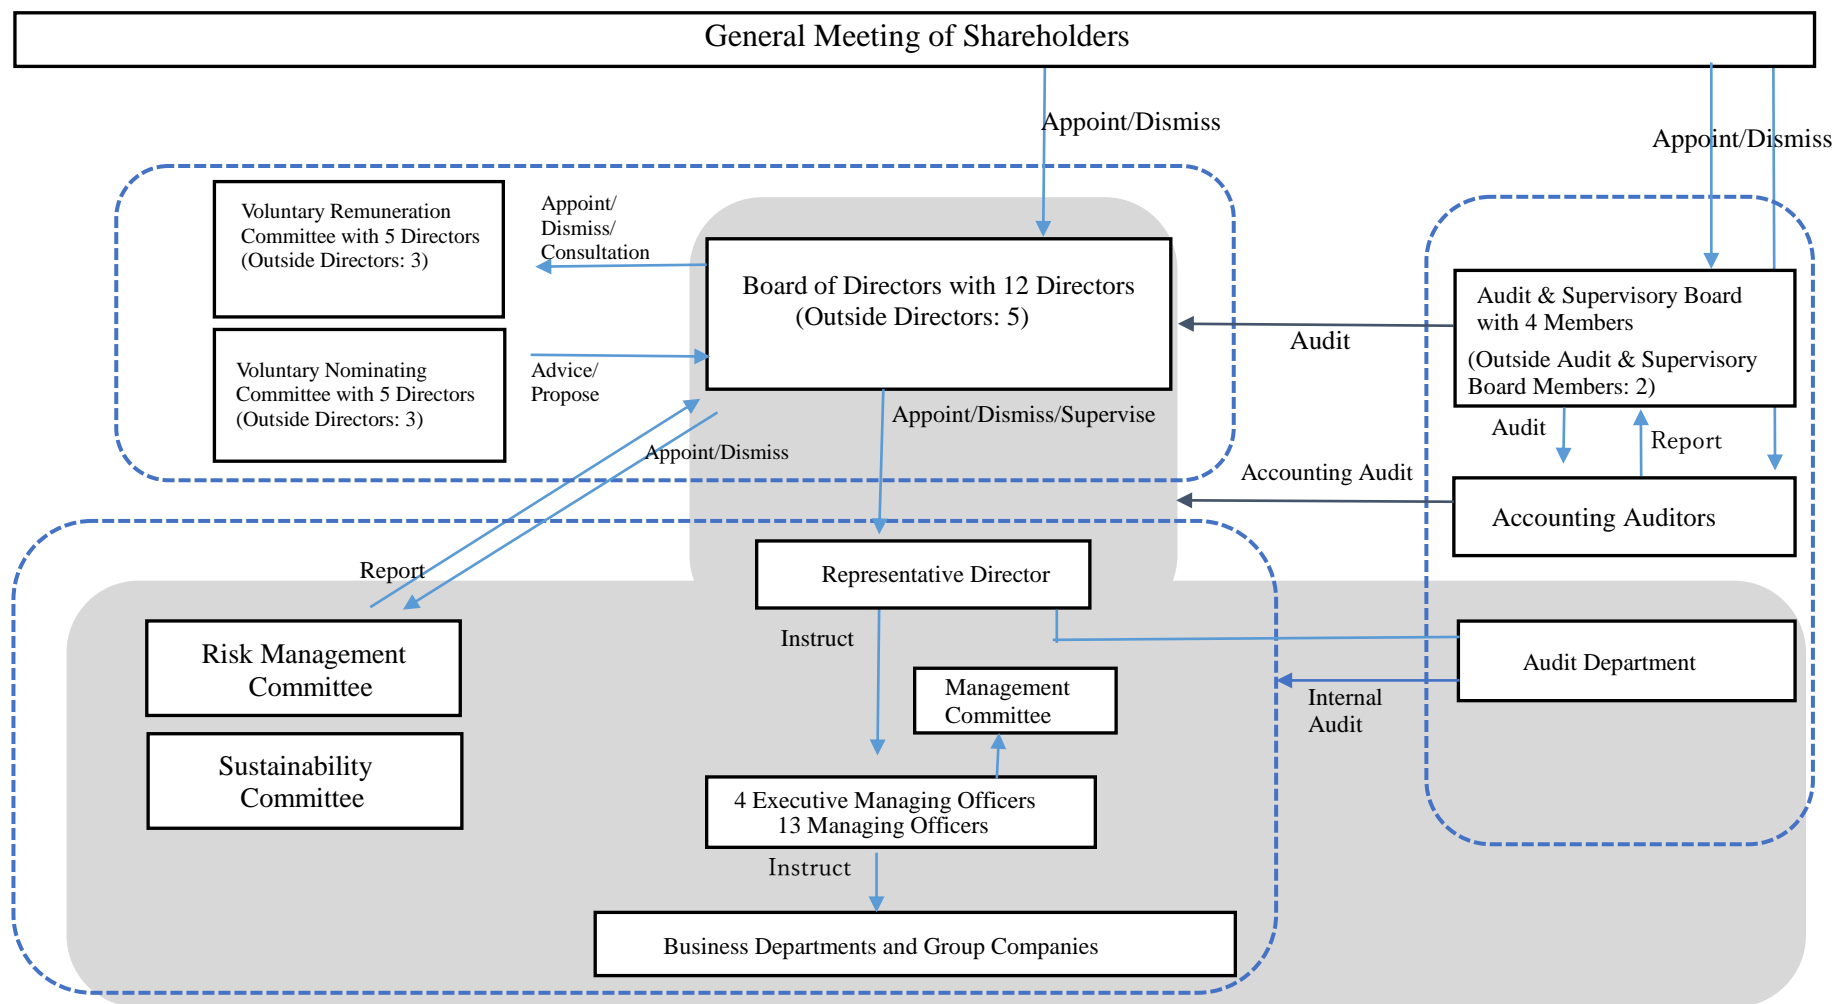 General Meeting of Shareholders
Appoint/Dismiss
Appoint/Dismiss
Voluntary Remuneration
Committee with 5 Directors
(Outside Directors: 3)
Appoint/
Dismiss/
Consultation
Board of Directors with 12 Directors
(Outside Directors: 5)
Audit & Supervisory Board
with 4 Members
(Outside Audit & Supervisory
Board Members: 2)
Audit
Voluntary Nominating
Committee with 5 Directors
(Outside Directors: 3)
Advice/
Propose
Appoint/Dismiss/Supervise
Audit
Report
Appoint/Dismiss
Accounting Audit
Accounting Auditors
Report
Representative Director
Instruct
Risk Management
Committee
Audit Department
Management
Committee
Internal
Audit
Sustainability
Committee
4 Executive Managing Officers
13 Managing Officers
Instruct
Business Departments and Group Companies